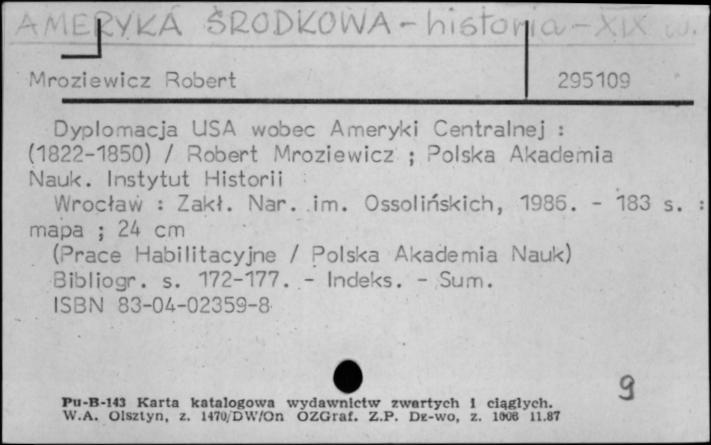 AMERYKA ŚRODKOWA - historia - XIX w.
Mroziewicz Robert 295109
Dyplomacja USA wobec Ameryki Centralnej :
(1822-1850) / Robert Mroziewicz ; Polska Akademia
Nauk. Instytut Historii
Wrocław : Zakł. Nar. im. Ossolińskich, 1986. - 183 s. :
mapa ; 24 cm
(Prace Habilitacyjne / Polska Akademia Nauk)
Bibliogr. s. 172-177. - Indeks. - Sum.
ISBN 83-04-02359-8
9
Pu-B-143 Karta katalogowa wydawnictw zwartych i ciągłych.
W.A. Olsztyn, z. 1470/DW/On OZGraf. Z.P. Dz-wo, z. 1006 11.87